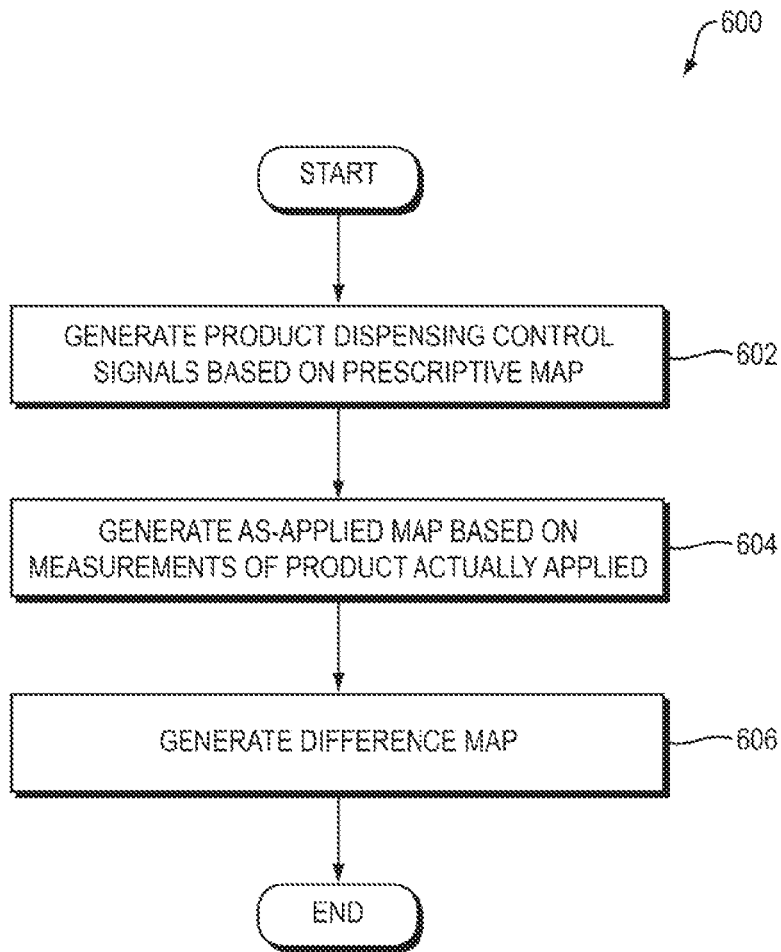 600
START
GENERATE PRODUCT DISPENSING CONTROL
SIGNALS BASED ON PRESCRIPTIVE MAP
602
GENERATE AS-APPLIED MAP BASED ON
MEASUREMENTS OF PRODUCT ACTUALLY APPLIED
604
GENERATE DIFFERENCE MAP
606
END